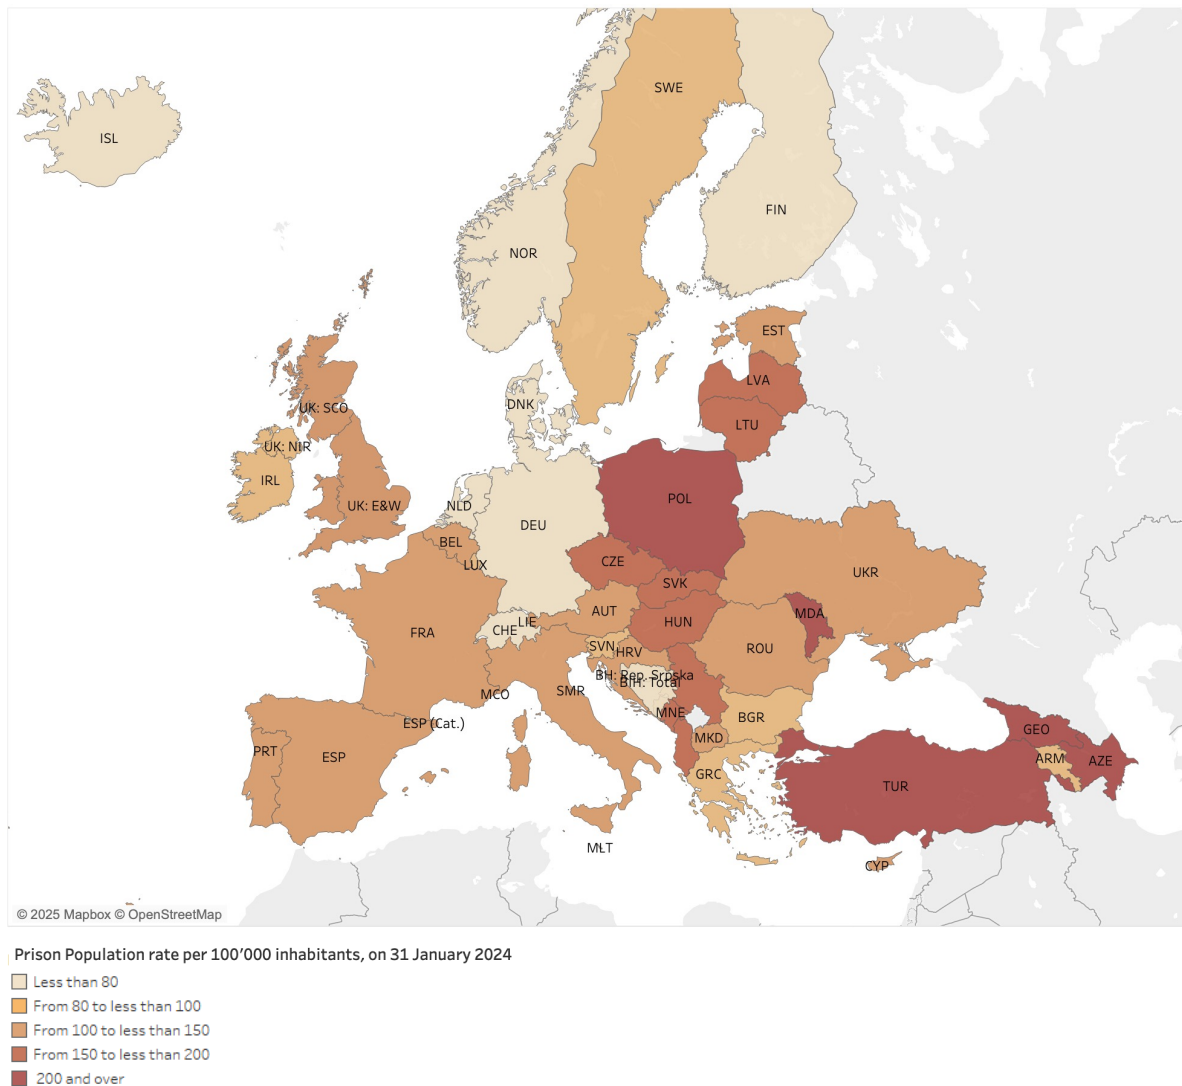 SWE
ISL
FIN
NOR
EST
LVA
DNK
UK: SCO
LTU
UK: NIR
IRL
POL
NLD
UK: E&W
DEU
BEL
CZE
LUX
UKR
SVK
AUT
MDA
LIE
HUN
CHE
FRA
SVN
ROU
HRV
BH: Rep. Srpska
BIH: Total
SMR
MCO
MNE
BGR
ESP (Cat.)
GEO
MKD
PRT
ESP
ARM
AZE
GRC
TUR
MLT
CYP
© 2025 Mapbox © OpenStreetMap
Prison Population rate per 100’000 inhabitants, on 31 January 2024
Less than 80
From 80 to less than 100
From 100 to less than 150
From 150 to less than 200
200 and over